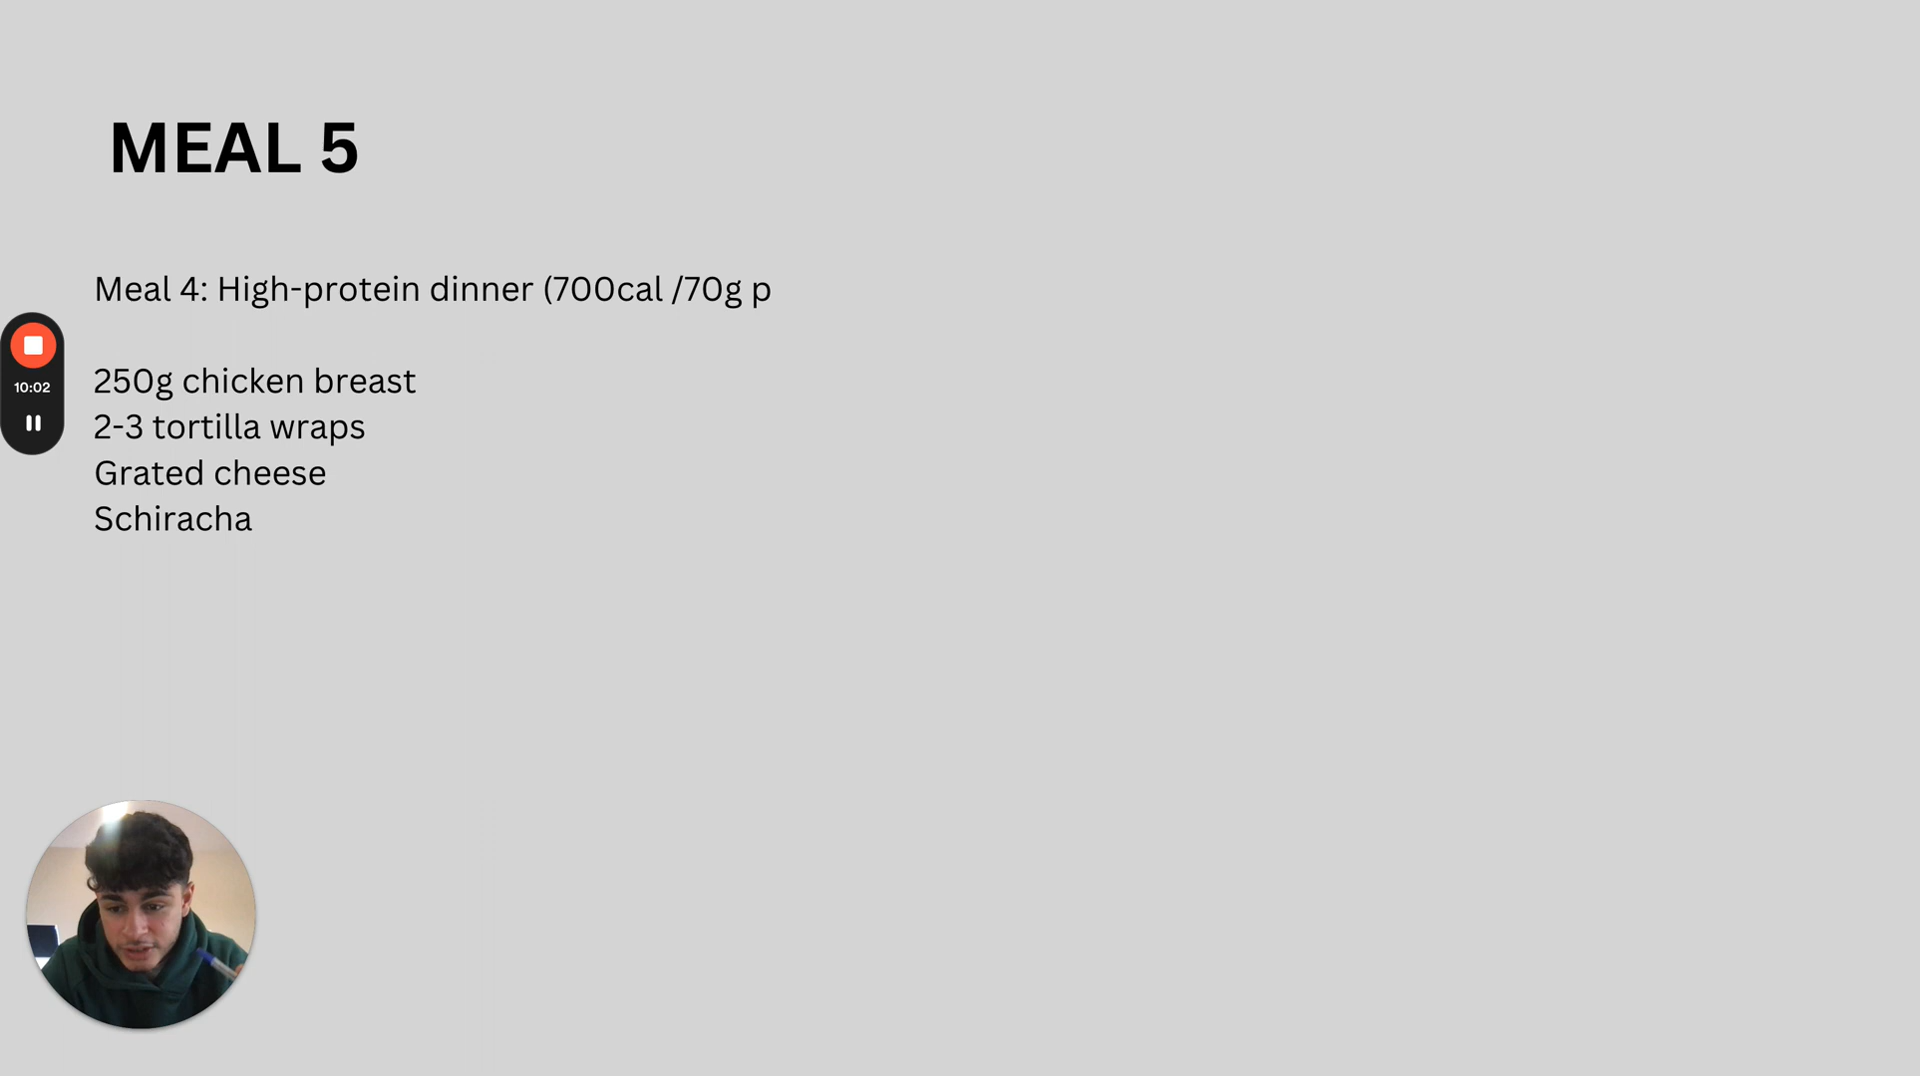 MEAL 5
Meal 4: High-protein dinner (700cal /70g p
10:02
250g chicken breast
2-3 tortilla wraps
Grated cheese
Schiracha